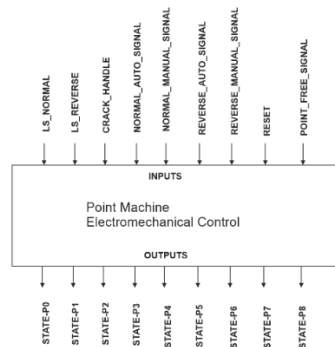 LS_NORMAL
LS_REVERSE
CRACK_HANDLE
NORMAL_AUTO_SIGNAL
NORMAL_MANUAL_SIGNAL
REVERSE_AUTO_SIGNAL
REVERSE_MANUAL_SIGNAL
RESET
POINT_FREE_SIGNAL
INPUTS
Point Machine
Electromechanical Control
OUTPUTS
STATE-P0
STATE-P1
STATE-P2
STATE-P3
STATE-P4
STATE-P5
STATE-P6
STATE-P7
STATE-P8